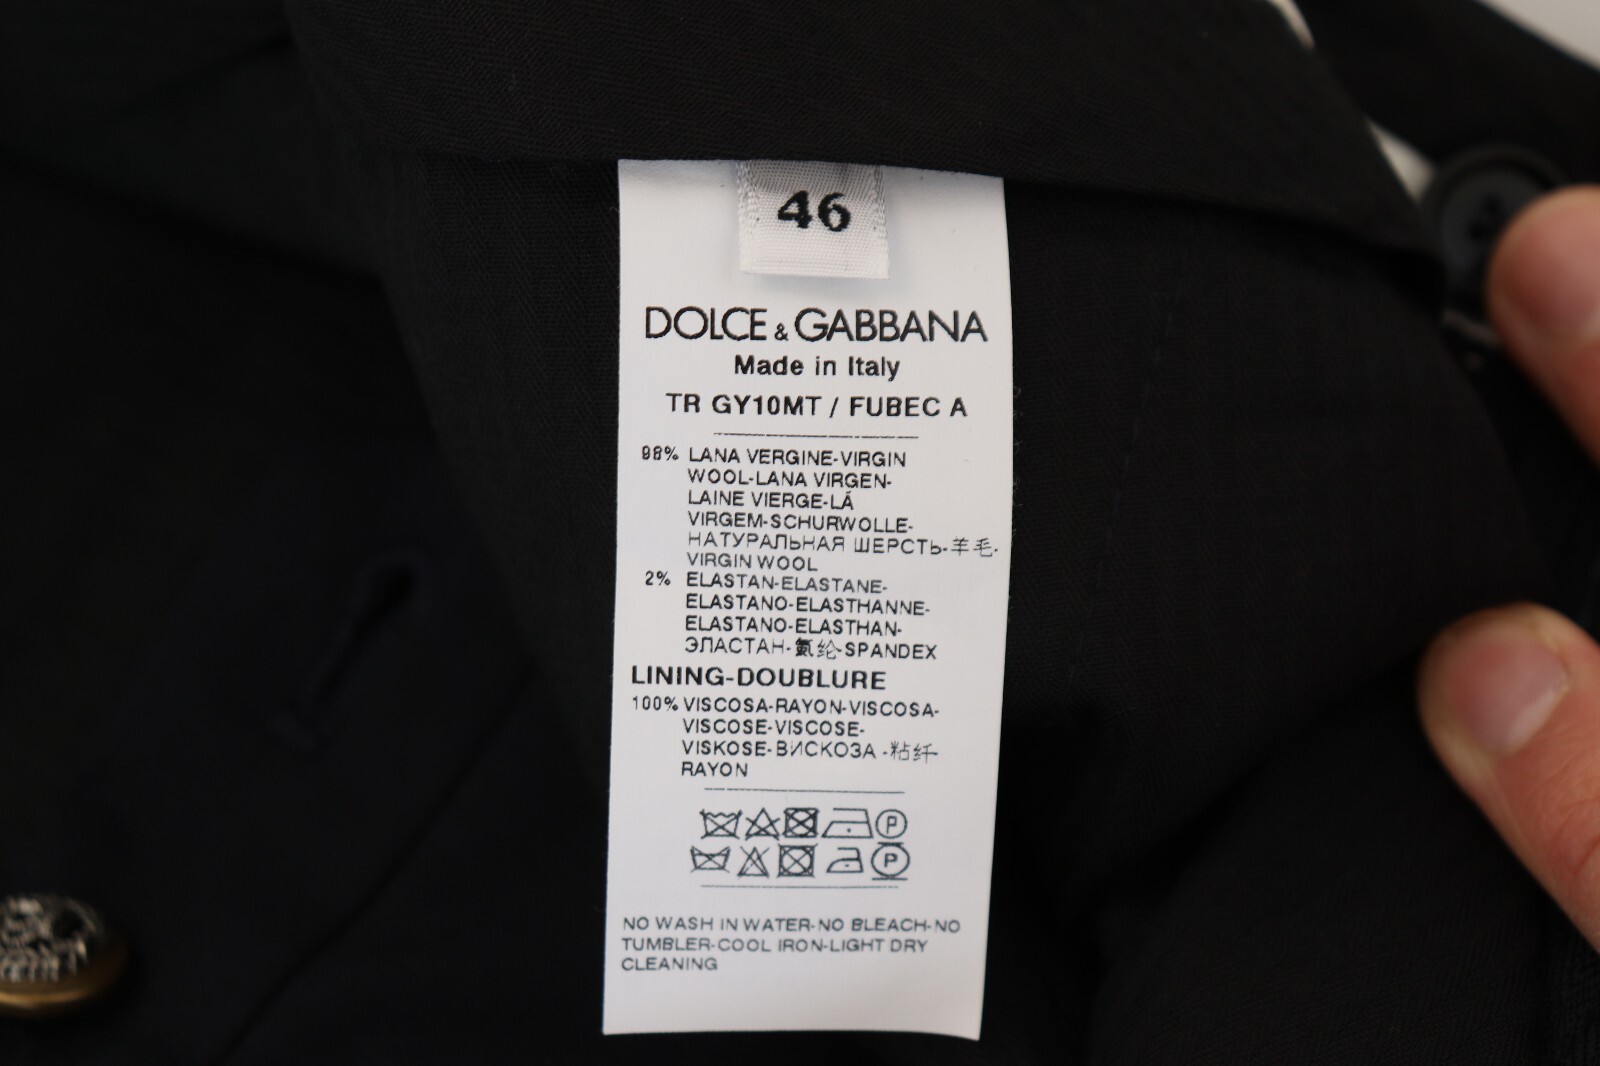 46
DOLCE & GABBANA
Made in Italy
TR GY10MT / FUBEC A
98% LANA VERGINE-VIRGIN
WOOL-LANA VIRGEN-
LAINE VIERGE-LÁ
VIRGEM-SCHURWOLLE-
НАТУРАЛЬНАЯ ШЕРСТЬ-羊毛-
VIRGIN WOOL
2% ELASTAN-ELASTANE-
ELASTANO-ELASTHANNE-
ELASTANO-ELASTHAN-
ЭЛАСТАН-氨纶-SPANDEX
LINING-DOUBLURE
100% VISCOSA-RAYON-VISCOSA-
VISCOSE-VISCOSE-
VISKOSE-ВИСКОЗА -粘纤-
RAYON
P
P
NO WASH IN WATER-NO BLEACH-NO
TUMBLER-COOL IRON-LIGHT DRY
CLEANING